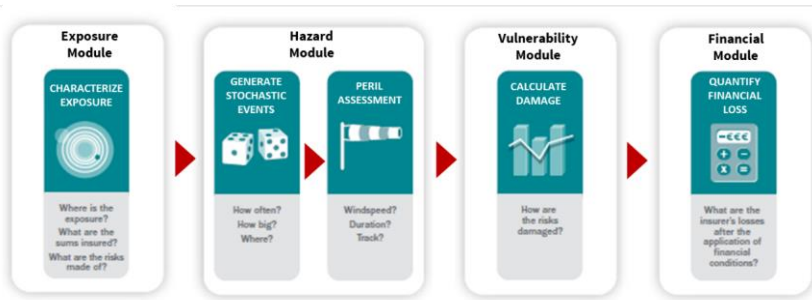 Exposure
Module
CHARACTERIZE
EXPOSURE
Where is the
exposure?
What are the
sums insured?
What are the risks
made of?
Hazard
Module
GENERATE
STOCHASTIC
EVENTS
How often?
How big?
Where?
PERIL
ASSESSMENT
Windspeed?
Duration?
Track?
Vulnerability
Module
CALCULATE
DAMAGE
How are
the risks
damaged?
Financial
Module
QUANTIFY
FINANCIAL
LOSS
-€€€
+ -
x =
What are the
insurer's losses
after the
application of
financial
conditions?